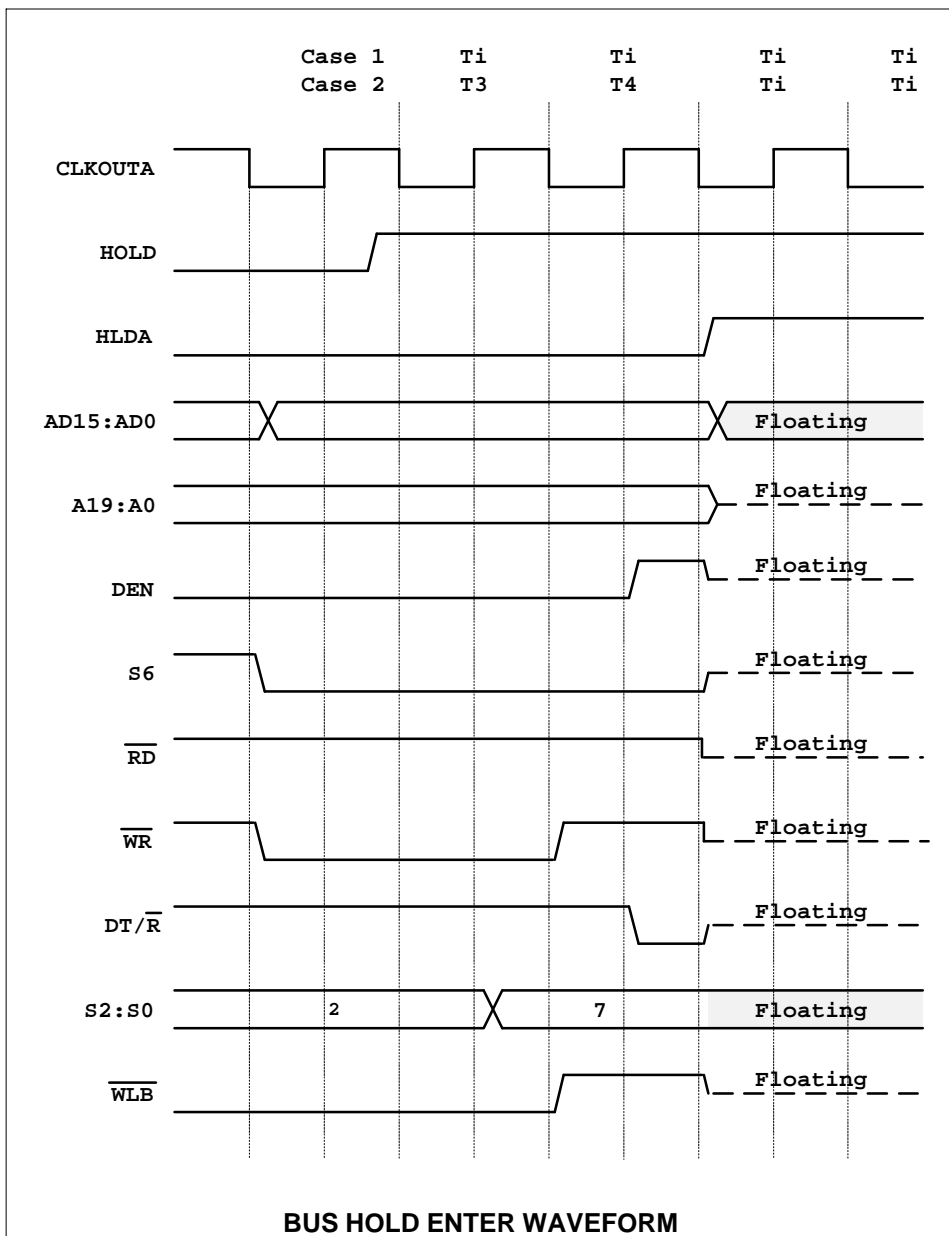 Case 1 Ti Ti Ti Ti
Case 2 T3 T4 Ti Ti
CLKOUTA
HOLD
HLDA
AD15:AD0 Floating
A19:A0 Floating
DEN Floating
S6 Floating
RD Floating
WR Floating
DT/R Floating
S2:S0 2 7 Floating
WLB Floating
BUS HOLD ENTER WAVEFORM